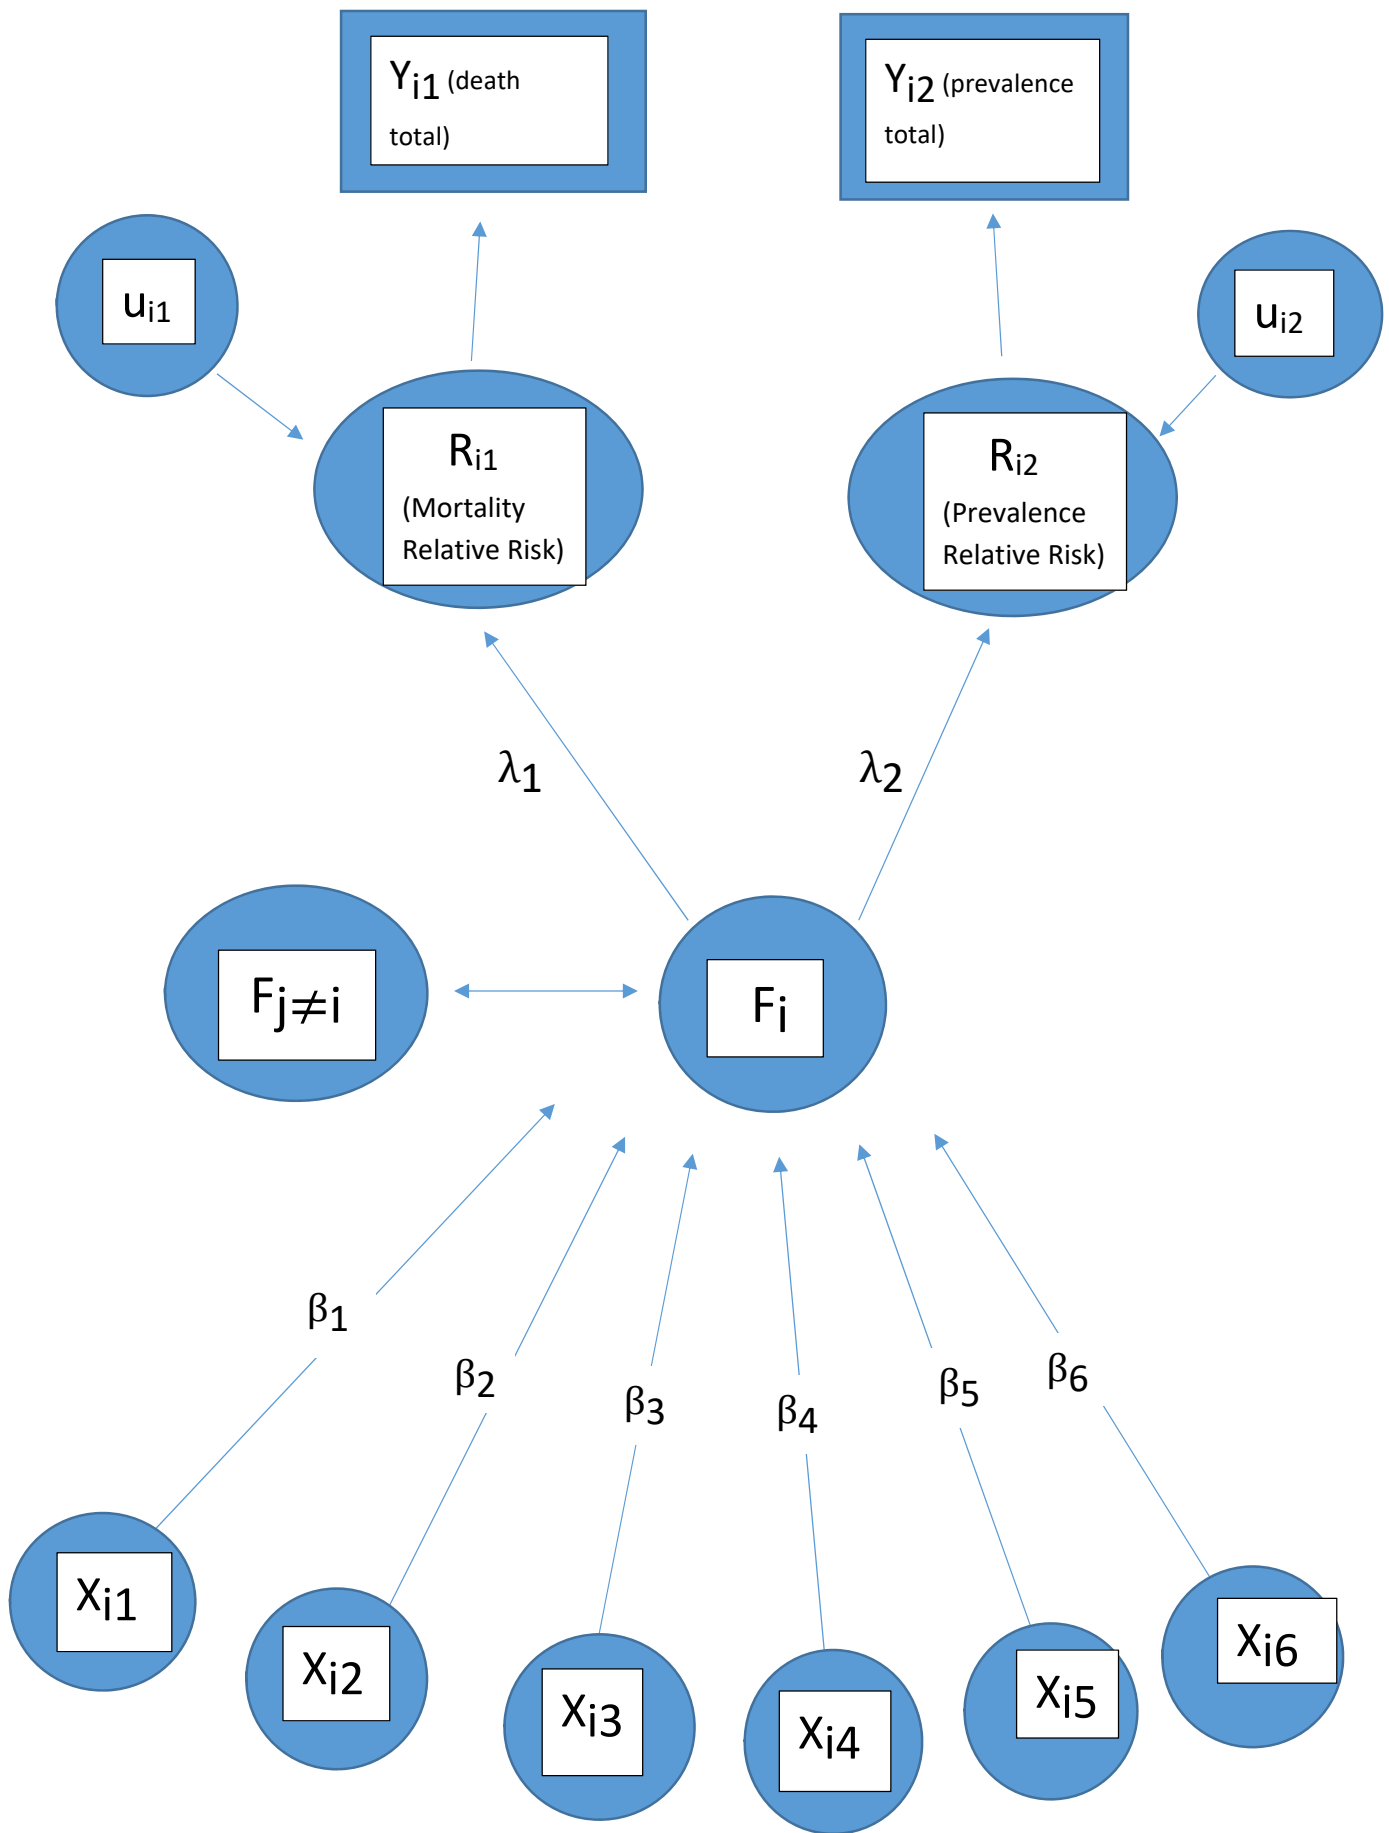 Yi1 (death
total)
Yi2 (prevalence
total)
ui1
ui2
Ri1
(Mortality
Relative Risk)
Ri2
(Prevalence
Relative Risk)
λ1
λ2
Fj≠i
Fi
β1
β2
β3
β4
β5
β6
Xi1
Xi2
Xi3
Xi4
Xi5
Xi6